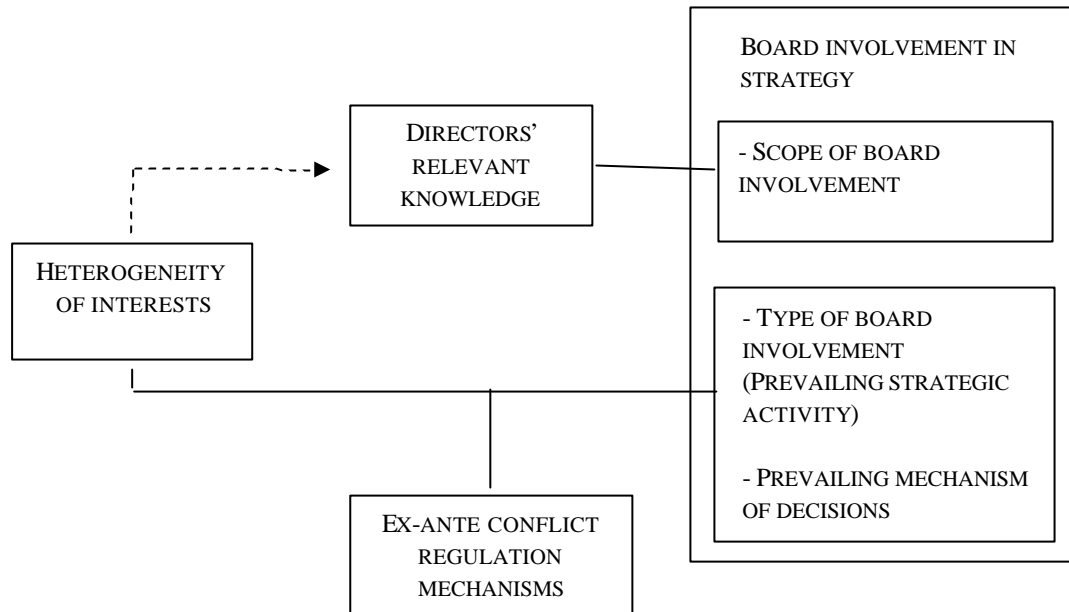 BOARD INVOLVEMENT IN
STRATEGY
DIRECTORS’
RELEVANT
KNOWLEDGE
- SCOPE OF BOARD
INVOLVEMENT
HETEROGENEITY
OF INTERESTS
- TYPE OF BOARD
INVOLVEMENT
(PREVAILING STRATEGIC
ACTIVITY)
- PREVAILING MECHANISM
OF DECISIONS
EX-ANTE CONFLICT
REGULATION
MECHANISMS